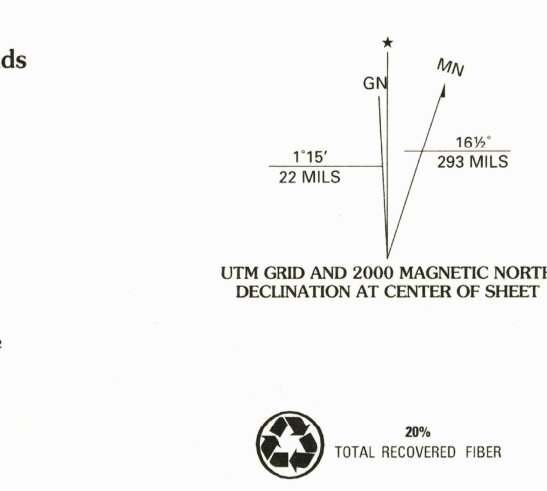 ds
★
GN
MN
1°15′
22 MILS
16½°
293 MILS
UTM GRID AND 2000 MAGNETIC NORTH
DECLINATION AT CENTER OF SHEET
20%
TOTAL RECOVERED FIBER